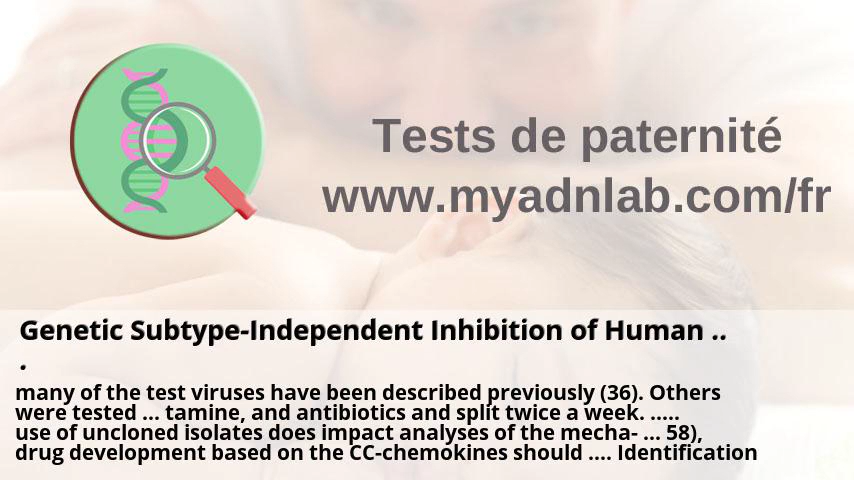 Tests de paternité
www.myadnlab.com/fr
Genetic Subtype-Independent Inhibition of Human ..
.
many of the test viruses have been described previously (36). Others
were tested ... tamine, and antibiotics and split twice a week. .....
use of uncloned isolates does impact analyses of the mecha- ... 58),
drug development based on the CC-chemokines should .... Identification